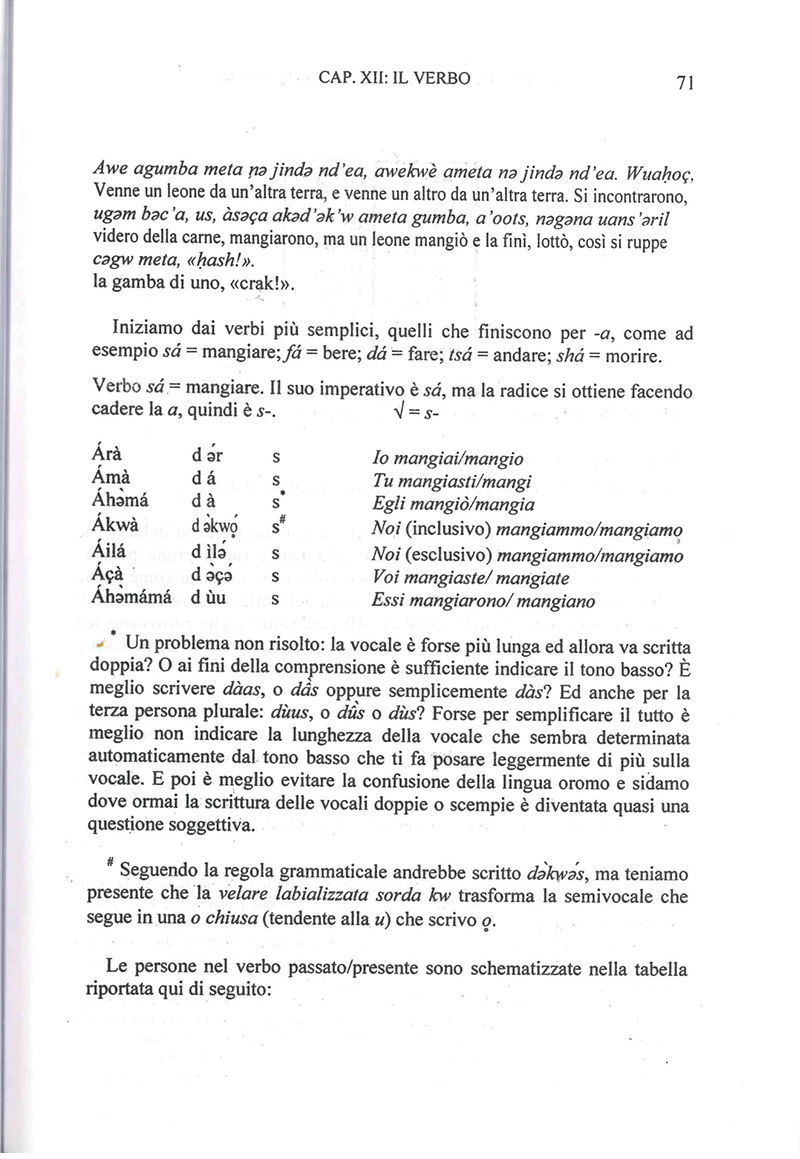 CAP. XII: IL VERBO 71
Awe agumba meta ṇə jində nd'ea, awekwè ameta nə jində nd'ea. Wuaḥoç,
Venne un leone da un'altra terra, e venne un altro da un'altra terra. Si incontrarono,
ugəm bəc'a, us, àsəça akəd'ək'w ameta gumba, a'oots, nəgəna uans'əril
videro della carne, mangiarono, ma un leone mangiò e la finì, lottò, così si ruppe
cəgw meta, «ḥash!».
la gamba di uno, «crak!».
Iniziamo dai verbi più semplici, quelli che finiscono per -a, come ad
esempio sá = mangiare; fá = bere; dá = fare; tsá = andare; shá = morire.
Verbo sá = mangiare. Il suo imperativo è sá, ma la radice si ottiene facendo
cadere la a, quindi è s-. √ = s-
Árà d ə́r s Io mangiai/mangio
Ámà d á s Tu mangiasti/mangi
Áhə̀má d à s* Egli mangiò/mangia
Ákwà d ə̀kwọ́ s# Noi (inclusivo) mangiammo/mangiamo
Áilá d ìlə́ s Noi (esclusivo) mangiammo/mangiamo
Áçà d ə̀çə́ s Voi mangiaste/ mangiate
Áhə̀mámá d ùu s Essi mangiarono/ mangiano
* Un problema non risolto: la vocale è forse più lunga ed allora va scritta
doppia? O ai fini della comprensione è sufficiente indicare il tono basso? È
meglio scrivere dàas, o dâs oppure semplicemente dàs? Ed anche per la
terza persona plurale: dùus, o dûs o dùs? Forse per semplificare il tutto è
meglio non indicare la lunghezza della vocale che sembra determinata
automaticamente dal tono basso che ti fa posare leggermente di più sulla
vocale. E poi è meglio evitare la confusione della lingua oromo e sidamo
dove ormai la scrittura delle vocali doppie o scempie è diventata quasi una
questione soggettiva.
# Seguendo la regola grammaticale andrebbe scritto də̀kwə́s, ma teniamo
presente che la velare labializzata sorda kw trasforma la semivocale che
segue in una o chiusa (tendente alla u) che scrivo ọ.
Le persone nel verbo passato/presente sono schematizzate nella tabella
riportata qui di seguito: